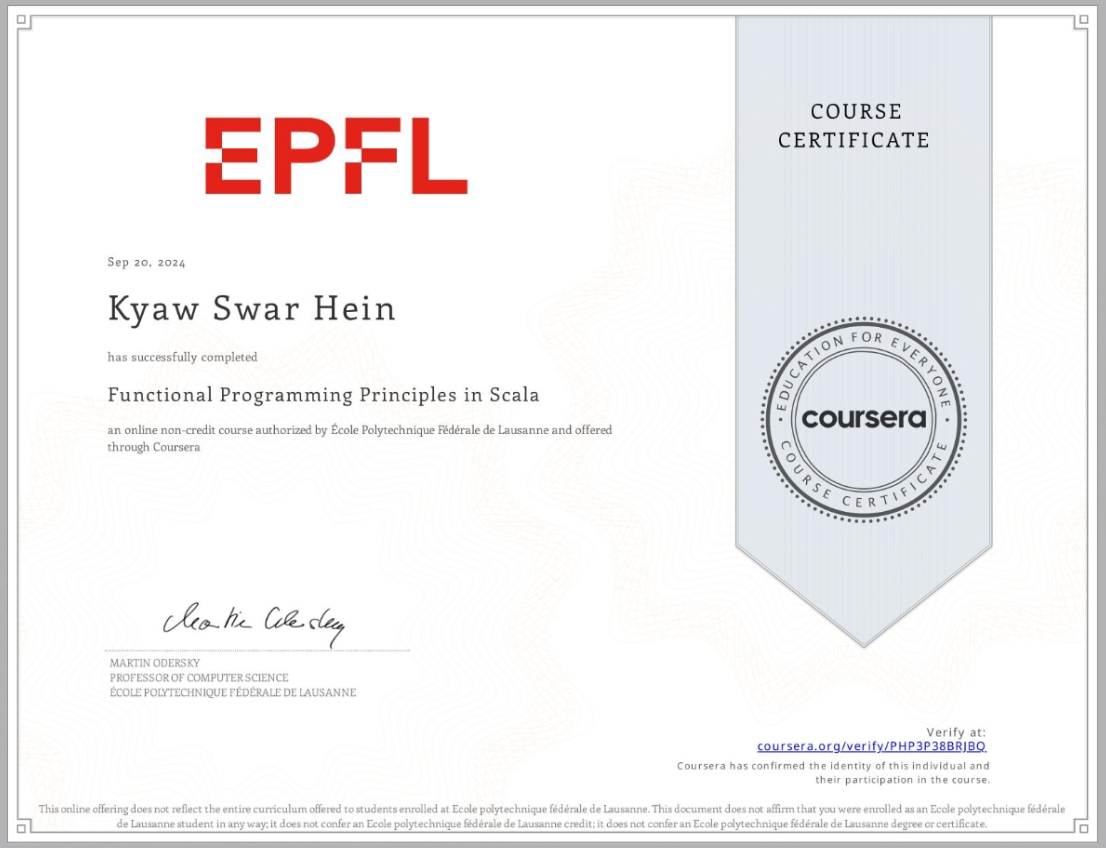 EPFL
COURSE
CERTIFICATE
Sep 20, 2024
Kyaw Swar Hein
has successfully completed
Functional Programming Principles in Scala
an online non-credit course authorized by École Polytechnique Fédérale de Lausanne and offered
through Coursera
EDUCATION FOR EVERYONE
coursera
COURSE CERTIFICATE
Martin Odersky
MARTIN ODERSKY
PROFESSOR OF COMPUTER SCIENCE
ÉCOLE POLYTECHNIQUE FÉDÉRALE DE LAUSANNE
Verify at:
coursera.org/verify/PHP3P38BRJBQ
Coursera has confirmed the identity of this individual and
their participation in the course.
This online offering does not reflect the entire curriculum offered to students enrolled at Ecole polytechnique fédérale de Lausanne. This document does not affirm that you were enrolled as an Ecole polytechnique fédérale
de Lausanne student in any way; it does not confer an Ecole polytechnique fédérale de Lausanne credit; it does not confer an Ecole polytechnique fédérale de Lausanne degree or certificate.